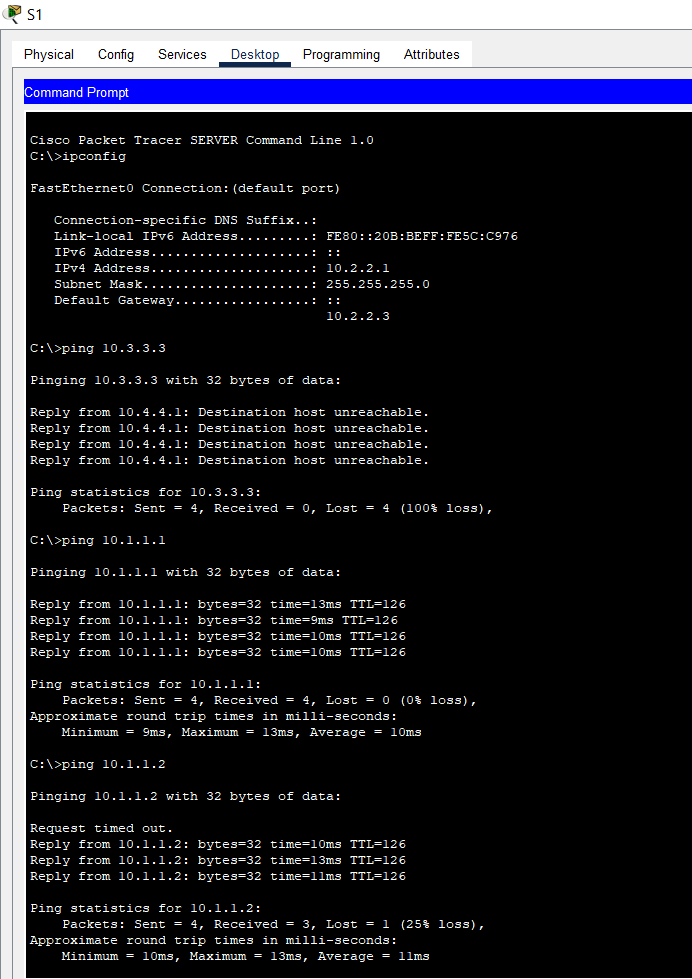 S1
Physical Config Services Desktop Programming Attributes
Command Prompt
Cisco Packet Tracer SERVER Command Line 1.0
C:\>ipconfig
FastEthernet0 Connection:(default port)
Connection-specific DNS Suffix..:
Link-local IPv6 Address.........: FE80::20B:BEFF:FE5C:C976
IPv6 Address....................: ::
IPv4 Address....................: 10.2.2.1
Subnet Mask.....................: 255.255.255.0
Default Gateway.................: ::
10.2.2.3
C:\>ping 10.3.3.3
Pinging 10.3.3.3 with 32 bytes of data:
Reply from 10.4.4.1: Destination host unreachable.
Reply from 10.4.4.1: Destination host unreachable.
Reply from 10.4.4.1: Destination host unreachable.
Reply from 10.4.4.1: Destination host unreachable.
Ping statistics for 10.3.3.3:
Packets: Sent = 4, Received = 0, Lost = 4 (100% loss),
C:\>ping 10.1.1.1
Pinging 10.1.1.1 with 32 bytes of data:
Reply from 10.1.1.1: bytes=32 time=13ms TTL=126
Reply from 10.1.1.1: bytes=32 time=9ms TTL=126
Reply from 10.1.1.1: bytes=32 time=10ms TTL=126
Reply from 10.1.1.1: bytes=32 time=10ms TTL=126
Ping statistics for 10.1.1.1:
Packets: Sent = 4, Received = 4, Lost = 0 (0% loss),
Approximate round trip times in milli-seconds:
Minimum = 9ms, Maximum = 13ms, Average = 10ms
C:\>ping 10.1.1.2
Pinging 10.1.1.2 with 32 bytes of data:
Request timed out.
Reply from 10.1.1.2: bytes=32 time=10ms TTL=126
Reply from 10.1.1.2: bytes=32 time=13ms TTL=126
Reply from 10.1.1.2: bytes=32 time=11ms TTL=126
Ping statistics for 10.1.1.2:
Packets: Sent = 4, Received = 3, Lost = 1 (25% loss),
Approximate round trip times in milli-seconds:
Minimum = 10ms, Maximum = 13ms, Average = 11ms